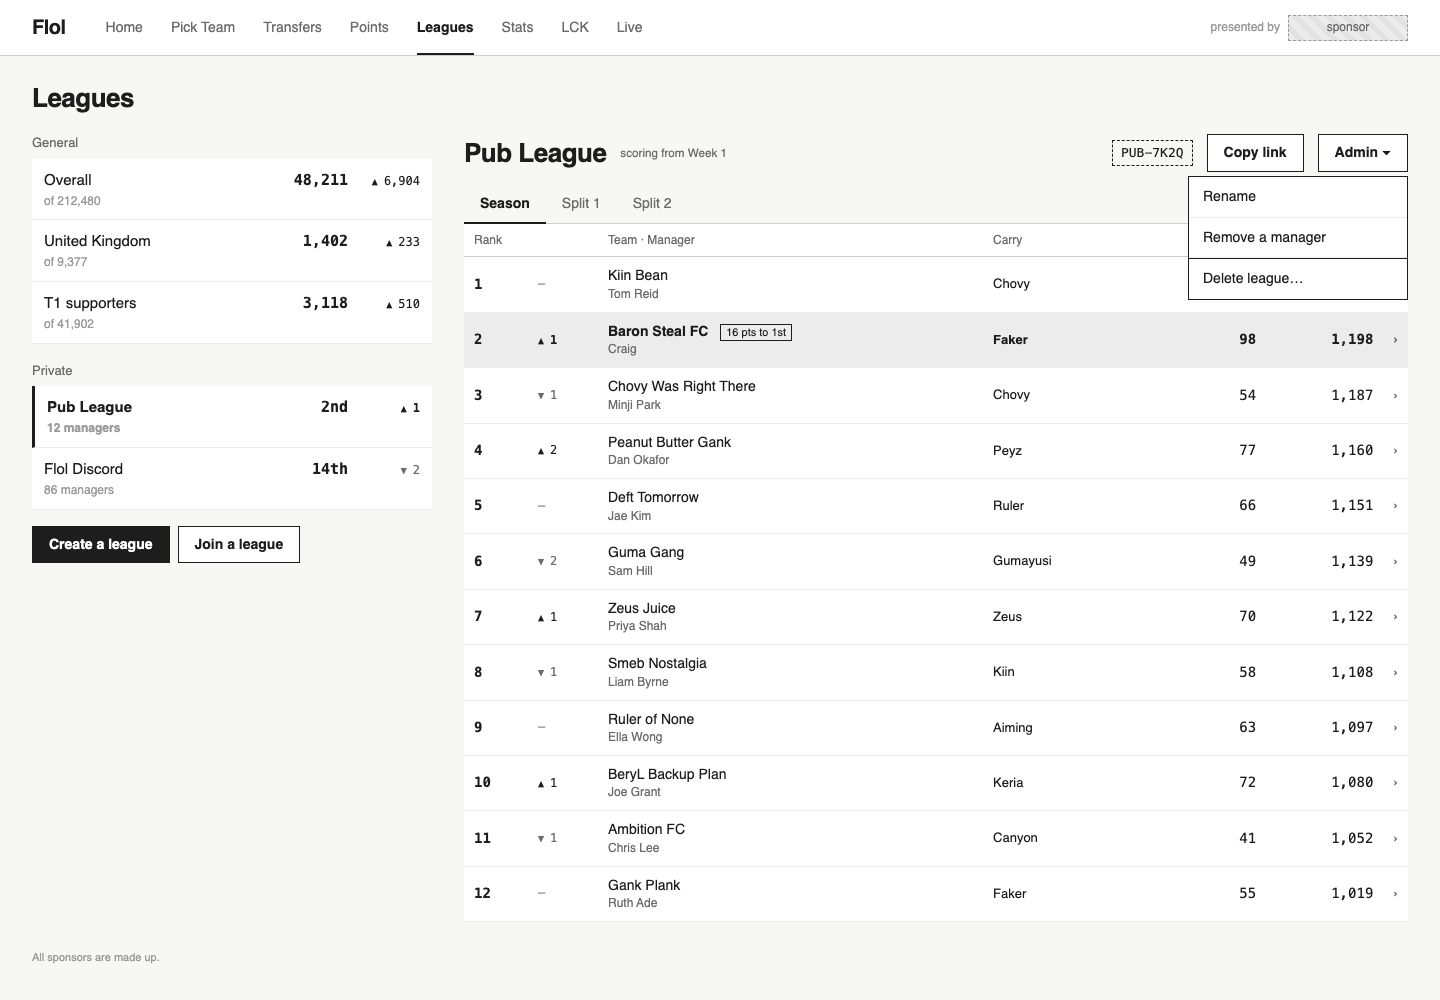 Flol Home Pick Team Transfers Points Leagues Stats LCK Live presented by sponsor
Leagues
General
Overall 48,211 ▲ 6,904
of 212,480
United Kingdom 1,402 ▲ 233
of 9,377
T1 supporters 3,118 ▲ 510
of 41,902
Private
Pub League 2nd ▲ 1
12 managers
Flol Discord 14th ▼ 2
86 managers
Create a league Join a league
Pub League scoring from Week 1 PUB-7K2Q Copy link Admin ▾
Rename
Remove a manager
Delete league…
Season Split 1 Split 2
Rank Team · Manager Carry
1 – Kiin Bean Chovy
Tom Reid
2 ▲ 1 Baron Steal FC 16 pts to 1st Faker 98 1,198 ›
Craig
3 ▼ 1 Chovy Was Right There Chovy 54 1,187 ›
Minji Park
4 ▲ 2 Peanut Butter Gank Peyz 77 1,160 ›
Dan Okafor
5 – Deft Tomorrow Ruler 66 1,151 ›
Jae Kim
6 ▼ 2 Guma Gang Gumayusi 49 1,139 ›
Sam Hill
7 ▲ 1 Zeus Juice Zeus 70 1,122 ›
Priya Shah
8 ▼ 1 Smeb Nostalgia Kiin 58 1,108 ›
Liam Byrne
9 – Ruler of None Aiming 63 1,097 ›
Ella Wong
10 ▲ 1 BeryL Backup Plan Keria 72 1,080 ›
Joe Grant
11 ▼ 1 Ambition FC Canyon 41 1,052 ›
Chris Lee
12 – Gank Plank Faker 55 1,019 ›
Ruth Ade
All sponsors are made up.